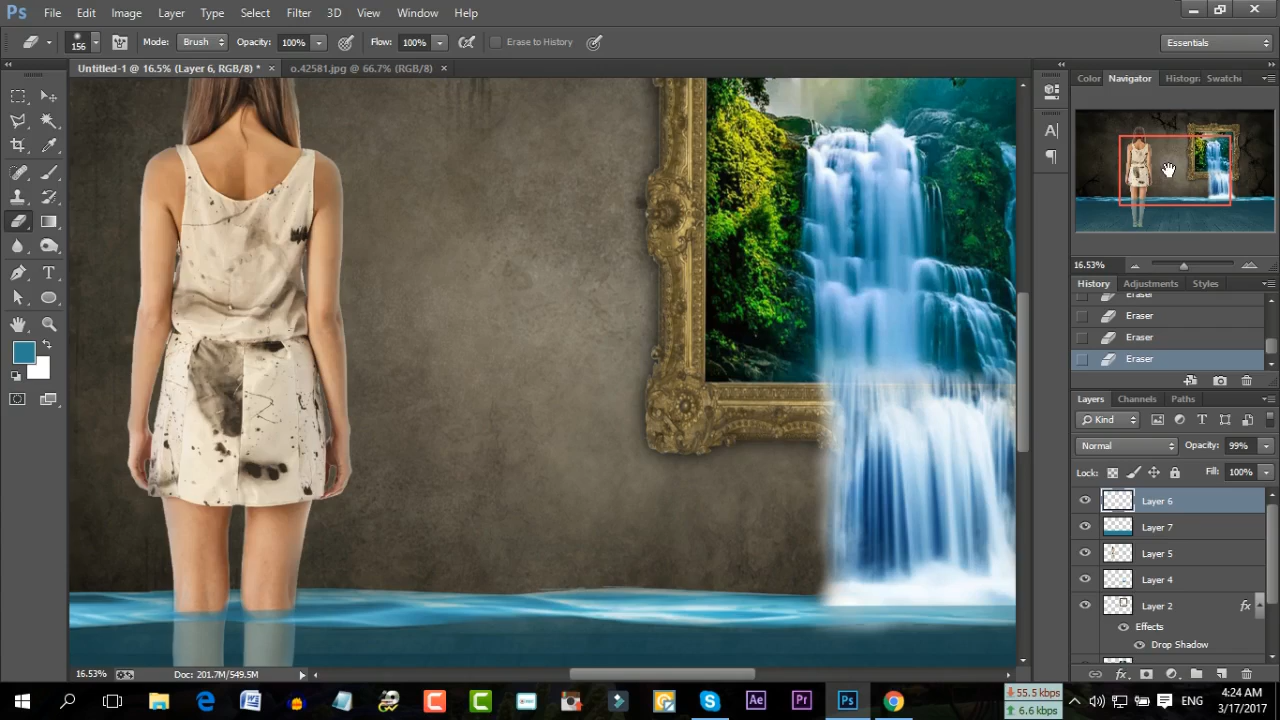 Ps File Edit Image Layer Type Select Filter 3D View Window Help
156 Mode: Brush Opacity: 100% Flow: 100% Erase to History Essentials
Untitled-1 @ 16.5% (Layer 6, RGB/8) * × o.42581.jpg @ 66.7% (RGB/8) ×
Color Navigator Histogr Swatche
16.53%
History Adjustments Styles
Eraser
Eraser
Eraser
Eraser
Layers Channels Paths
Kind
Normal Opacity: 99%
Lock: Fill: 100%
Layer 6
Layer 7
Layer 5
Layer 4
Layer 2 fx
Effects
Drop Shadow
16.53% Doc: 201.7M/549.5M
55.5 kbps
6.6 kbps
ENG
4:24 AM
3/17/2017